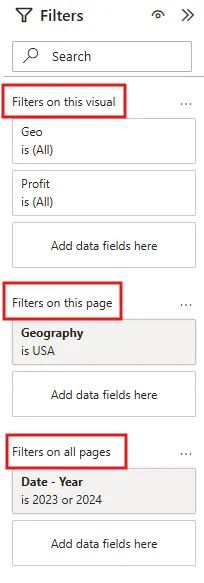 Filters
Search
Filters on this visual
...
Geo
is (All)
Profit
is (All)
Add data fields here
Filters on this page
...
Geography
is USA
Add data fields here
Filters on all pages
...
Date - Year
is 2023 or 2024
Add data fields here